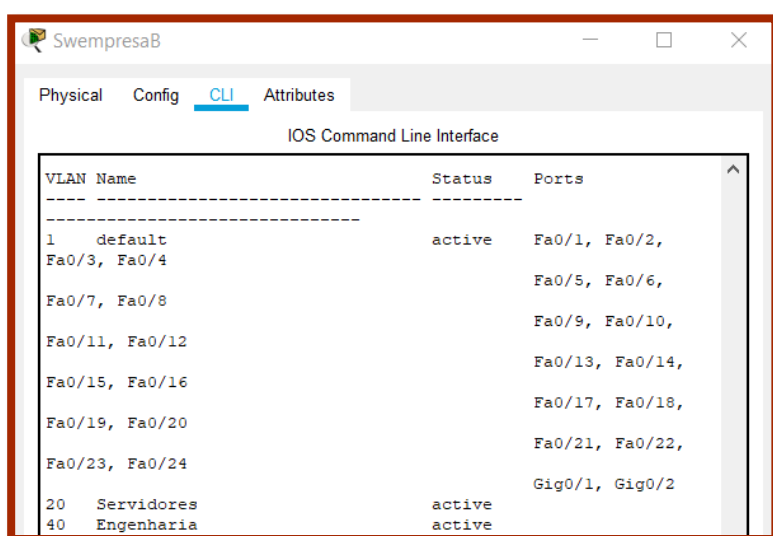 SwempresaB
Physical Config CLI Attributes
IOS Command Line Interface
VLAN Name Status Ports
---- -------------------------------- ---------
-------------------------------
1 default active Fa0/1, Fa0/2,
Fa0/3, Fa0/4
Fa0/5, Fa0/6,
Fa0/7, Fa0/8
Fa0/9, Fa0/10,
Fa0/11, Fa0/12
Fa0/13, Fa0/14,
Fa0/15, Fa0/16
Fa0/17, Fa0/18,
Fa0/19, Fa0/20
Fa0/21, Fa0/22,
Fa0/23, Fa0/24
Gig0/1, Gig0/2
20 Servidores active
40 Engenharia active